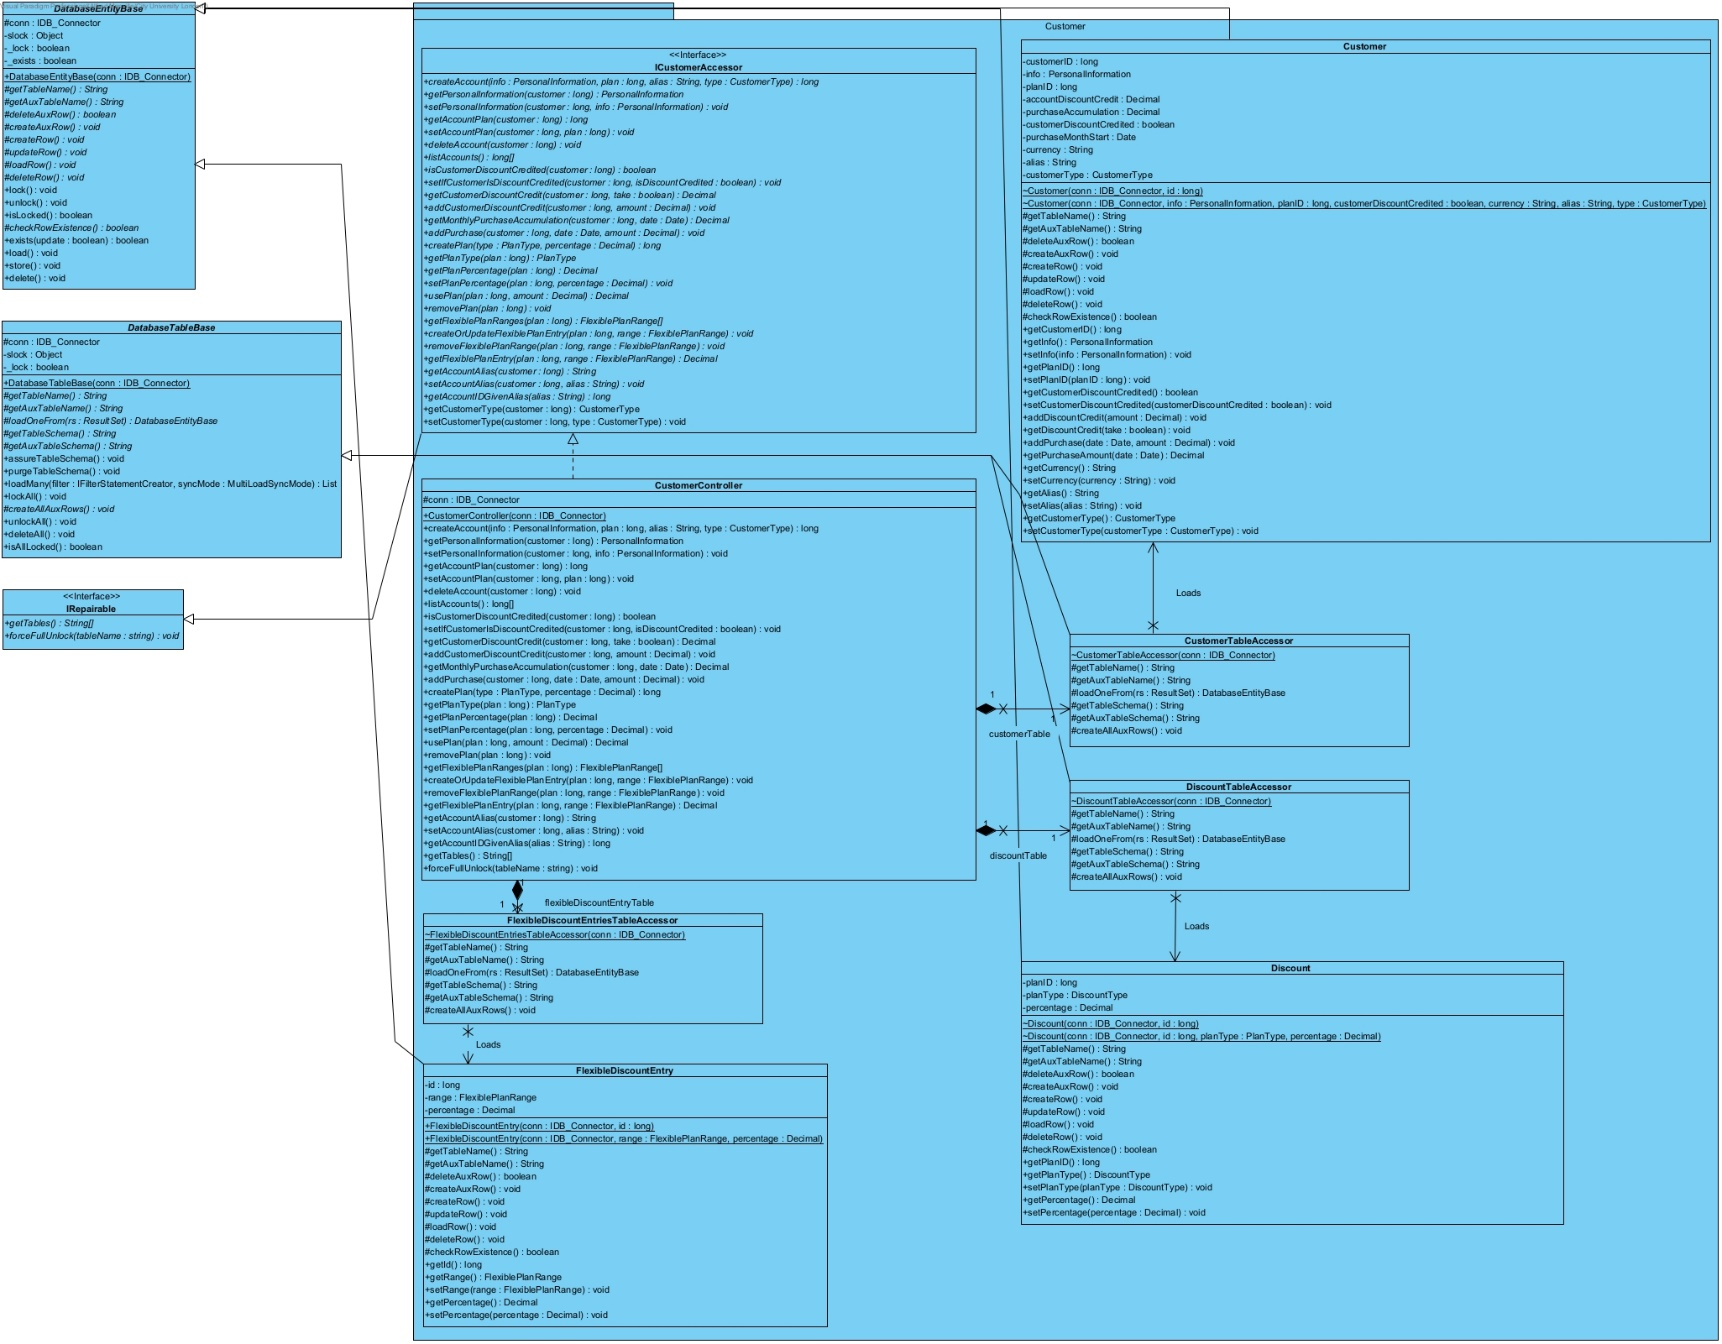 DatabaseEntityBase
#conn : IDB_Connector
-slock : Object
-_lock : boolean
-_exists : boolean
+DatabaseEntityBase(conn : IDB_Connector)
#getTableName() : String
#getAuxTableName() : String
#deleteAuxRow() : boolean
#createAuxRow() : void
#createRow() : void
#updateRow() : void
#loadRow() : void
#deleteRow() : void
+lock() : void
+unlock() : void
+isLocked() : boolean
#checkRowExistence() : boolean
+exists(update : boolean) : boolean
+load() : void
+store() : void
+delete() : void
DatabaseTableBase
#conn : IDB_Connector
-slock : Object
-_lock : boolean
+DatabaseTableBase(conn : IDB_Connector)
#getTableName() : String
#getAuxTableName() : String
#loadOneFrom(rs : ResultSet) : DatabaseEntityBase
#getTableSchema() : String
#getAuxTableSchema() : String
+assureTableSchema() : void
+purgeTableSchema() : void
+loadMany(filter : IFilterStatementCreator, syncMode : MultiLoadSyncMode) : List
+lockAll() : void
#createAllAuxRows() : void
+unlockAll() : void
+deleteAll() : void
+isAllLocked() : boolean
<<Interface>>
IRepairable
+getTables() : String[]
+forceFullUnlock(tableName : string) : void
Customer
<<Interface>>
ICustomerAccessor
+createAccount(info : PersonalInformation, plan : long, alias : String, type : CustomerType) : long
+getPersonalInformation(customer : long) : PersonalInformation
+setPersonalInformation(customer : long, info : PersonalInformation) : void
+getAccountPlan(customer : long) : long
+setAccountPlan(customer : long, plan : long) : void
+deleteAccount(customer : long) : void
+listAccounts() : long[]
+isCustomerDiscountCredited(customer : long) : boolean
+setIfCustomerIsDiscountCredited(customer : long, isDiscountCredited : boolean) : void
+getCustomerDiscountCredit(customer : long, take : boolean) : Decimal
+addCustomerDiscountCredit(customer : long, amount : Decimal) : void
+getMonthlyPurchaseAccumulation(customer : long, date : Date) : Decimal
+addPurchase(customer : long, date : Date, amount : Decimal) : void
+createPlan(type : PlanType, percentage : Decimal) : long
+getPlanType(plan : long) : PlanType
+getPlanPercentage(plan : long) : Decimal
+setPlanPercentage(plan : long, percentage : Decimal) : void
+usePlan(plan : long, amount : Decimal) : Decimal
+removePlan(plan : long) : void
+getFlexiblePlanRanges(plan : long) : FlexiblePlanRange[]
+createOrUpdateFlexiblePlanEntry(plan : long, range : FlexiblePlanRange) : void
+removeFlexiblePlanRange(plan : long, range : FlexiblePlanRange) : void
+getFlexiblePlanEntry(plan : long, range : FlexiblePlanRange) : Decimal
+getAccountAlias(customer : long) : String
+setAccountAlias(customer : long, alias : String) : void
+getAccountIDGivenAlias(alias : String) : long
+getCustomerType(customer : long) : CustomerType
+setCustomerType(customer : long, type : CustomerType) : void
CustomerController
#conn : IDB_Connector
+CustomerController(conn : IDB_Connector)
+createAccount(info : PersonalInformation, plan : long, alias : String, type : CustomerType) : long
+getPersonalInformation(customer : long) : PersonalInformation
+setPersonalInformation(customer : long, info : PersonalInformation) : void
+getAccountPlan(customer : long) : long
+setAccountPlan(customer : long, plan : long) : void
+deleteAccount(customer : long) : void
+listAccounts() : long[]
+isCustomerDiscountCredited(customer : long) : boolean
+setIfCustomerIsDiscountCredited(customer : long, isDiscountCredited : boolean) : void
+getCustomerDiscountCredit(customer : long, take : boolean) : Decimal
+addCustomerDiscountCredit(customer : long, amount : Decimal) : void
+getMonthlyPurchaseAccumulation(customer : long, date : Date) : Decimal
+addPurchase(customer : long, date : Date, amount : Decimal) : void
+createPlan(type : PlanType, percentage : Decimal) : long
+getPlanType(plan : long) : PlanType
+getPlanPercentage(plan : long) : Decimal
+setPlanPercentage(plan : long, percentage : Decimal) : void
+usePlan(plan : long, amount : Decimal) : Decimal
+removePlan(plan : long) : void
+getFlexiblePlanRanges(plan : long) : FlexiblePlanRange[]
+createOrUpdateFlexiblePlanEntry(plan : long, range : FlexiblePlanRange) : void
+removeFlexiblePlanRange(plan : long, range : FlexiblePlanRange) : void
+getFlexiblePlanEntry(plan : long, range : FlexiblePlanRange) : Decimal
+getAccountAlias(customer : long) : String
+setAccountAlias(customer : long, alias : String) : void
+getAccountIDGivenAlias(alias : String) : long
+getTables() : String[]
+forceFullUnlock(tableName : string) : void
1
1
flexibleDiscountEntryTable
FlexibleDiscountEntriesTableAccessor
~FlexibleDiscountEntriesTableAccessor(conn : IDB_Connector)
#getTableName() : String
#getAuxTableName() : String
#loadOneFrom(rs : ResultSet) : DatabaseEntityBase
#getTableSchema() : String
#getAuxTableSchema() : String
#createAllAuxRows() : void
Loads
FlexibleDiscountEntry
-id : long
-range : FlexiblePlanRange
-percentage : Decimal
+FlexibleDiscountEntry(conn : IDB_Connector, id : long)
+FlexibleDiscountEntry(conn : IDB_Connector, range : FlexiblePlanRange, percentage : Decimal)
#getTableName() : String
#getAuxTableName() : String
#deleteAuxRow() : boolean
#createAuxRow() : void
#createRow() : void
#updateRow() : void
#loadRow() : void
#deleteRow() : void
#checkRowExistence() : boolean
+getId() : long
+getRange() : FlexiblePlanRange
+setRange(range : FlexiblePlanRange) : void
+getPercentage() : Decimal
+setPercentage(percentage : Decimal) : void
Customer
-customerID : long
-info : PersonalInformation
-planID : long
-accountDiscountCredit : Decimal
-purchaseAccumulation : Decimal
-customerDiscountCredited : boolean
-purchaseMonthStart : Date
-currency : String
-alias : String
-customerType : CustomerType
~Customer(conn : IDB_Connector, id : long)
~Customer(conn : IDB_Connector, info : PersonalInformation, planID : long, customerDiscountCredited : boolean, currency : String, alias : String, type : CustomerType)
#getTableName() : String
#getAuxTableName() : String
#deleteAuxRow() : boolean
#createAuxRow() : void
#createRow() : void
#updateRow() : void
#loadRow() : void
#deleteRow() : void
#checkRowExistence() : boolean
+getCustomerID() : long
+getInfo() : PersonalInformation
+setInfo(info : PersonalInformation) : void
+getPlanID() : long
+setPlanID(planID : long) : void
+getCustomerDiscountCredited() : boolean
+setCustomerDiscountCredited(customerDiscountCredited : boolean) : void
+addDiscountCredit(amount : Decimal) : void
+getDiscountCredit(take : boolean) : void
+addPurchase(date : Date, amount : Decimal) : void
+getPurchaseAmount(date : Date) : Decimal
+getCurrency() : String
+setCurrency(currency : String) : void
+getAlias() : String
+setAlias(alias : String) : void
+getCustomerType() : CustomerType
+setCustomerType(customerType : CustomerType) : void
Loads
CustomerTableAccessor
~CustomerTableAccessor(conn : IDB_Connector)
#getTableName() : String
#getAuxTableName() : String
#loadOneFrom(rs : ResultSet) : DatabaseEntityBase
#getTableSchema() : String
#getAuxTableSchema() : String
#createAllAuxRows() : void
1
1
customerTable
DiscountTableAccessor
~DiscountTableAccessor(conn : IDB_Connector)
#getTableName() : String
#getAuxTableName() : String
#loadOneFrom(rs : ResultSet) : DatabaseEntityBase
#getTableSchema() : String
#getAuxTableSchema() : String
#createAllAuxRows() : void
1
1
discountTable
Loads
Discount
-planID : long
-planType : DiscountType
-percentage : Decimal
~Discount(conn : IDB_Connector, id : long)
~Discount(conn : IDB_Connector, id : long, planType : PlanType, percentage : Decimal)
#getTableName() : String
#getAuxTableName() : String
#deleteAuxRow() : boolean
#createAuxRow() : void
#createRow() : void
#updateRow() : void
#loadRow() : void
#deleteRow() : void
#checkRowExistence() : boolean
+getPlanID() : long
+getPlanType() : DiscountType
+setPlanType(planType : DiscountType) : void
+getPercentage() : Decimal
+setPercentage(percentage : Decimal) : void